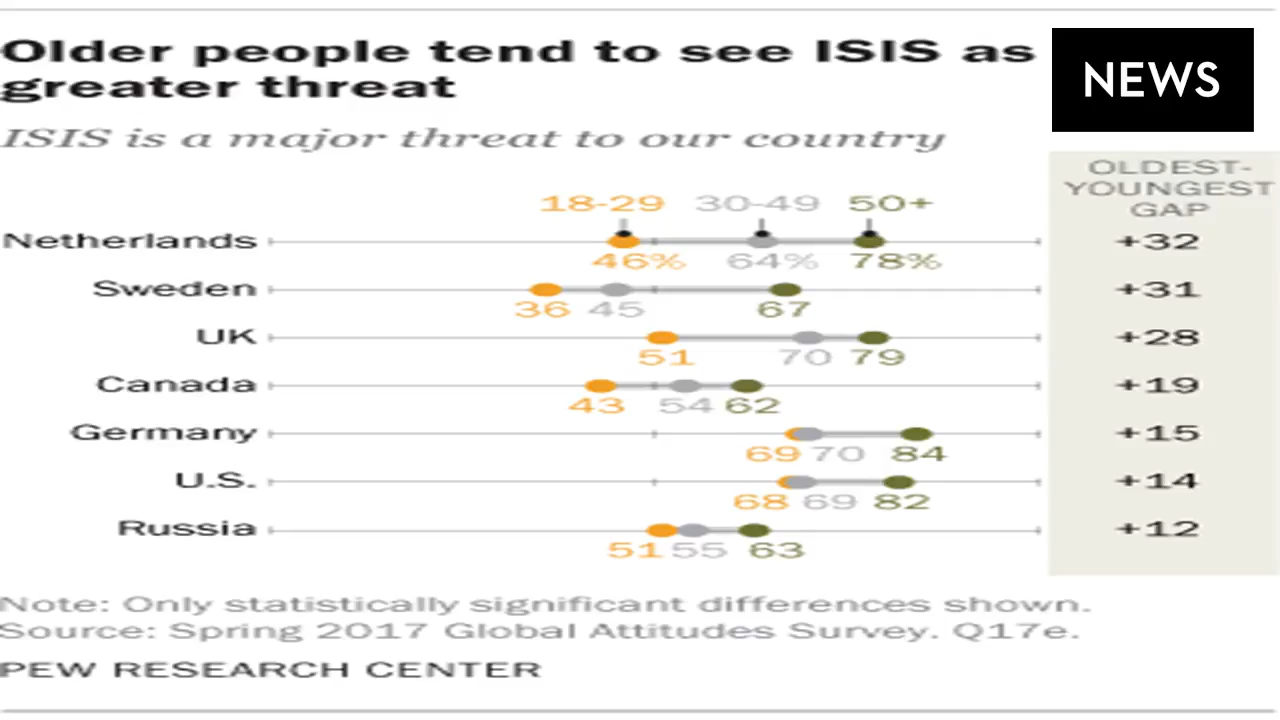 Older people tend to see ISIS as
greater threat
NEWS
ISIS is a major threat to our country
OLDEST-
YOUNGEST
GAP
18-29 30-49 50+
Netherlands 46% 64% 78% +32
Sweden 36 45 67 +31
UK 51 70 79 +28
Canada 43 54 62 +19
Germany 69 70 84 +15
U.S. 68 69 82 +14
Russia 51 55 63 +12
Note: Only statistically significant differences shown.
Source: Spring 2017 Global Attitudes Survey. Q17e.
PEW RESEARCH CENTER